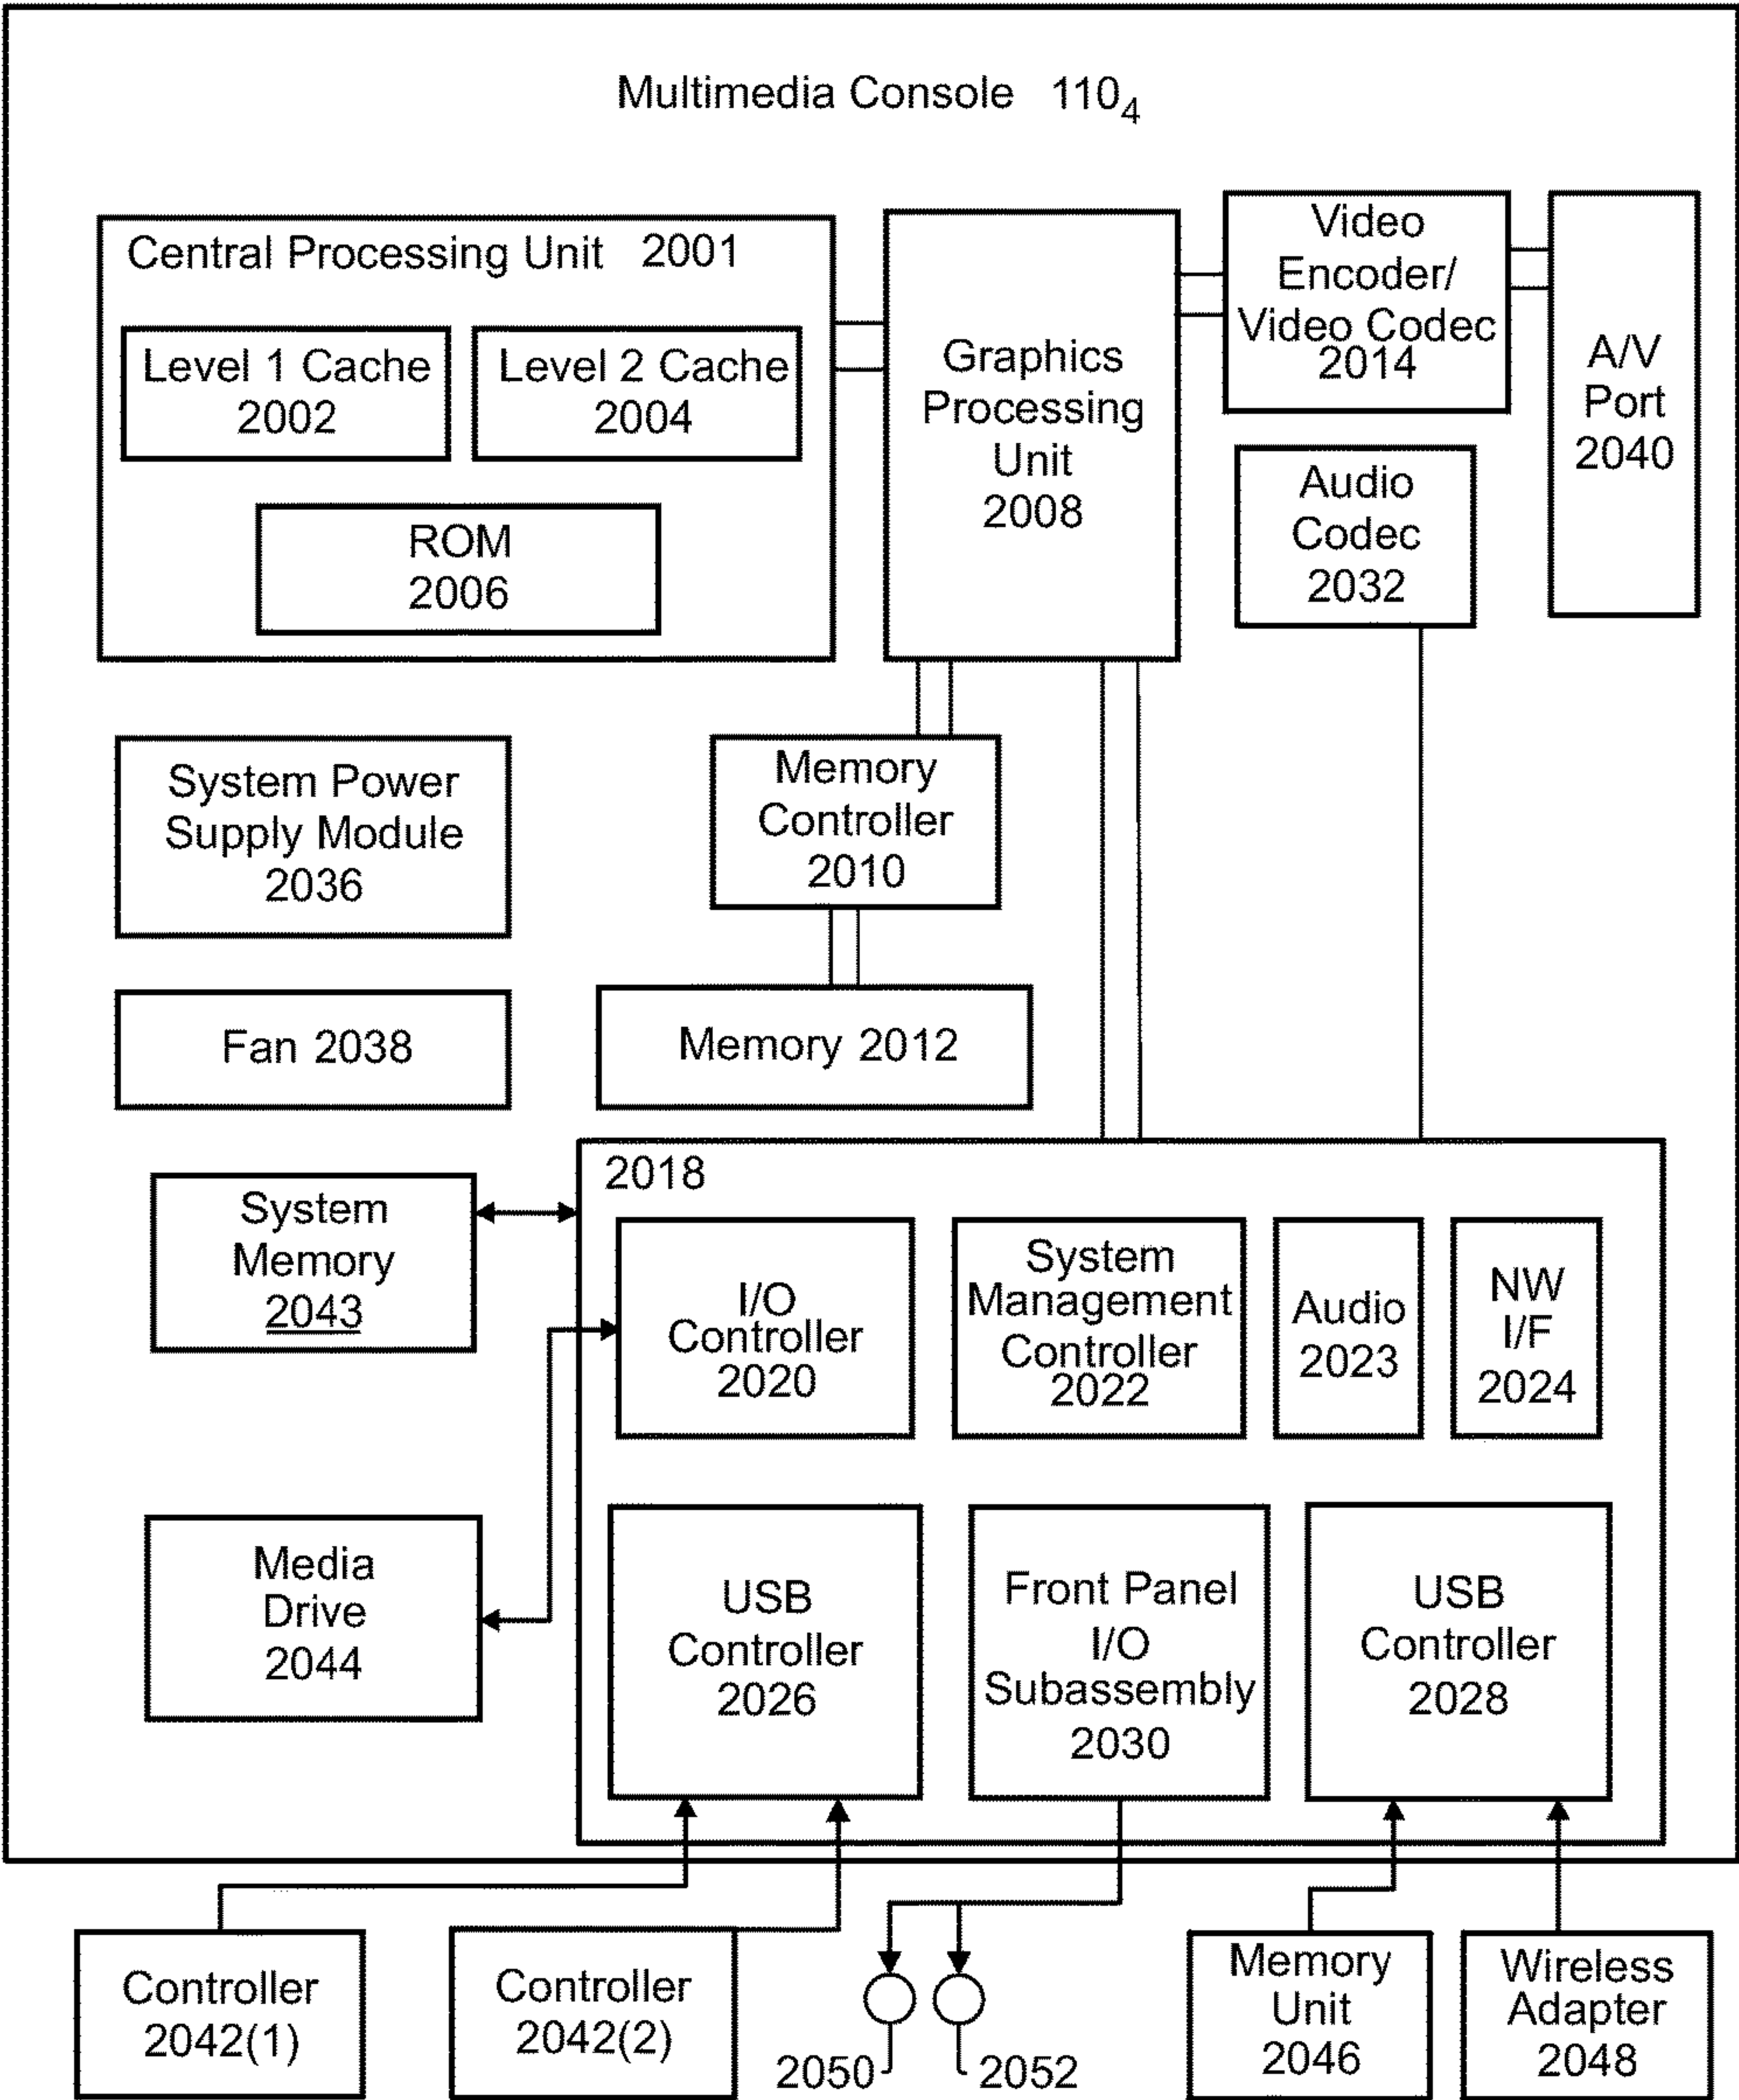 Multimedia Console 110₄
Central Processing Unit 2001
Level 1 Cache
2002
Level 2 Cache
2004
ROM
2006
Graphics
Processing
Unit
2008
Video
Encoder/
Video Codec
2014
A/V
Port
2040
Audio
Codec
2032
System Power
Supply Module
2036
Memory
Controller
2010
Fan 2038
Memory 2012
System
Memory
2043
2018
I/O
Controller
2020
System
Management
Controller
2022
Audio
2023
NW
I/F
2024
Media
Drive
2044
USB
Controller
2026
Front Panel
I/O
Subassembly
2030
USB
Controller
2028
Controller
2042(1)
Controller
2042(2)
2050
2052
Memory
Unit
2046
Wireless
Adapter
2048